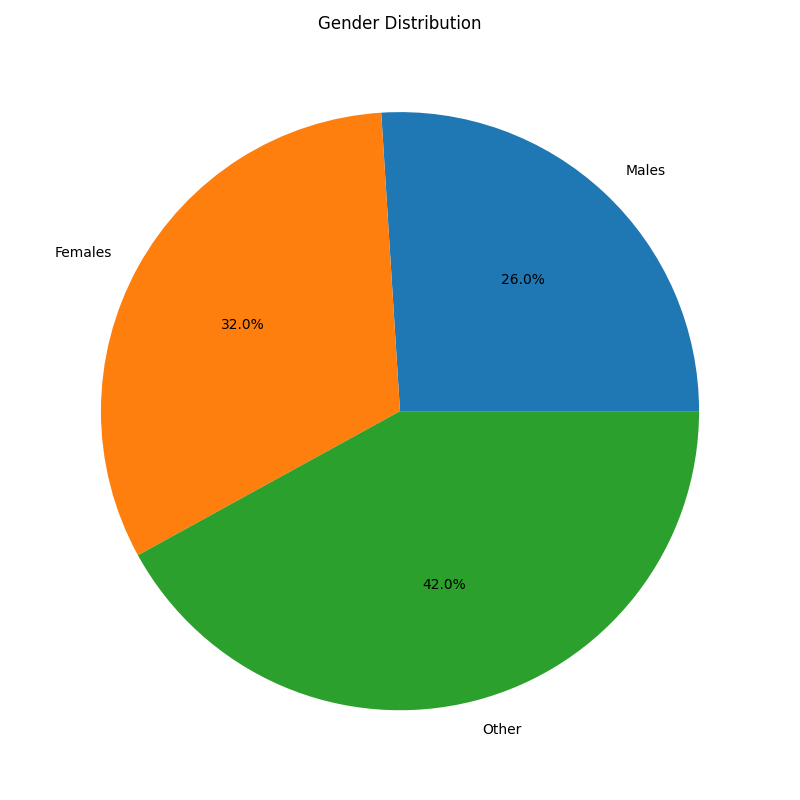 Gender Distribution
Males
26.0%
Females
32.0%
42.0%
Other